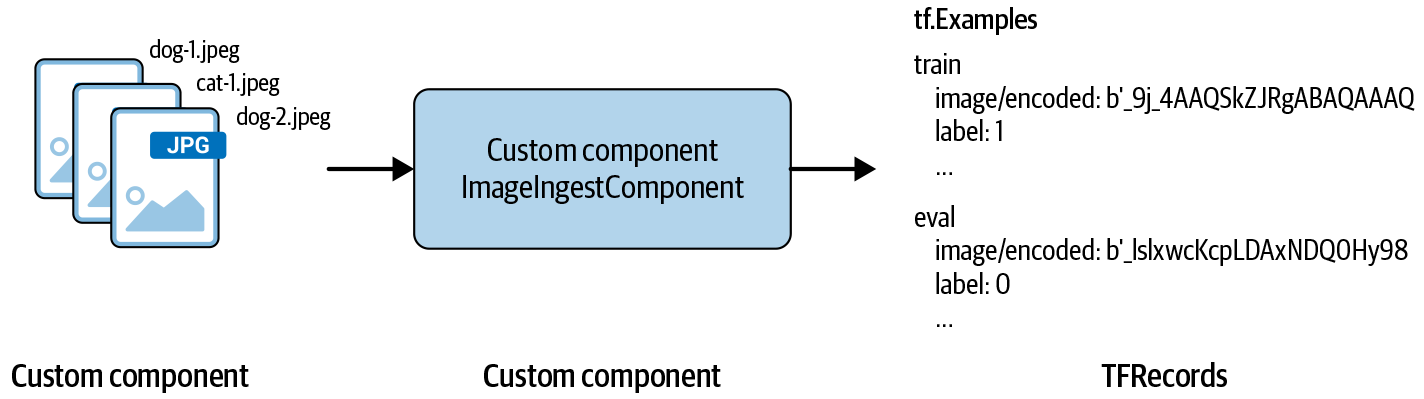 dog-1.jpeg
cat-1.jpeg
dog-2.jpeg
JPG
Custom component
Custom component
ImageIngestComponent
Custom component
tf.Examples
train
image/encoded: b'_9j_4AAQSkZJRgABAQAAAQ
label: 1
...
eval
image/encoded: b'_lslxwcKcpLDAxNDQ0Hy98
label: 0
...
TFRecords